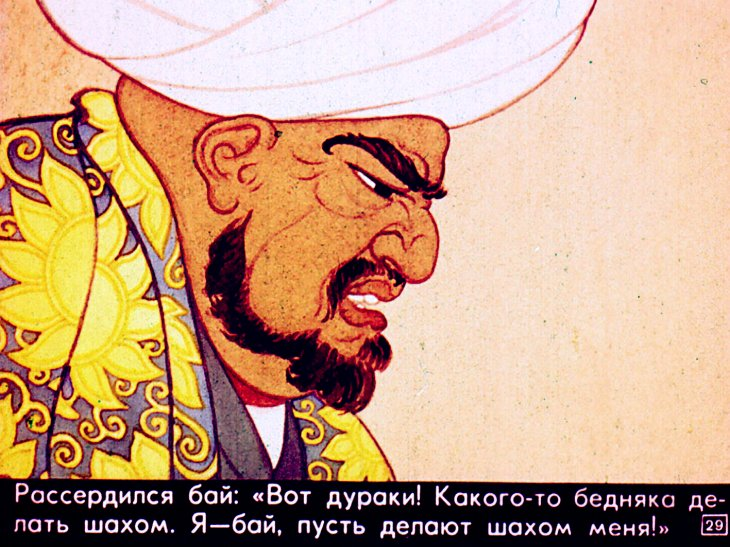 Рассердился бай: «Вот дураки! Какого-то бедняка де-
лать шахом. Я—бай, пусть делают шахом меня!» 29